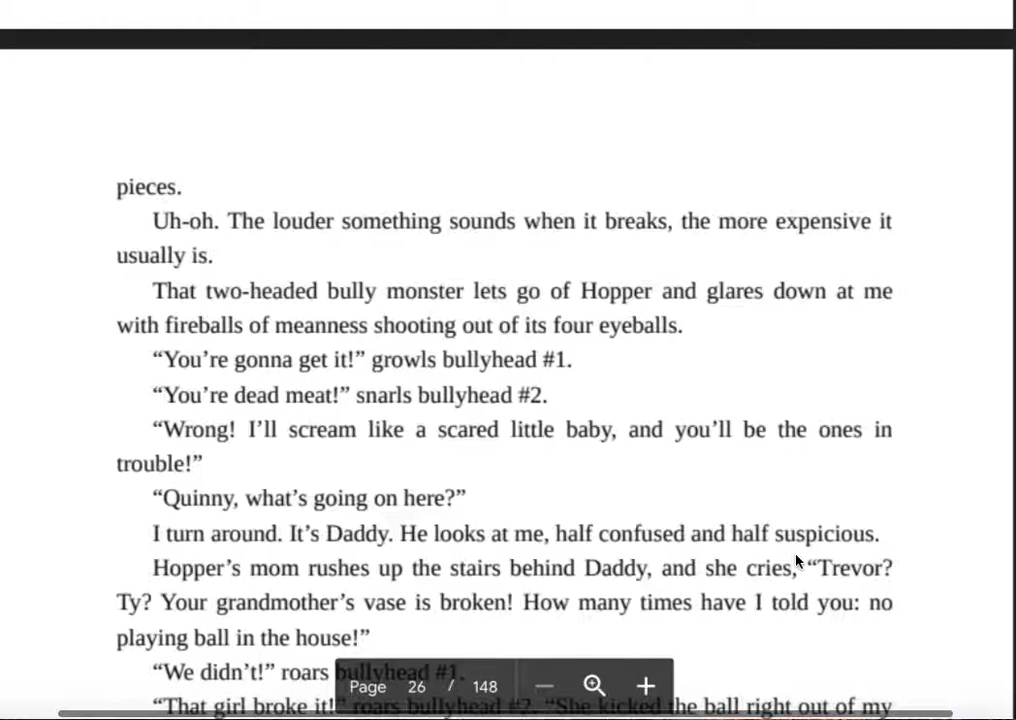 pieces.
Uh-oh. The louder something sounds when it breaks, the more expensive it
usually is.
That two-headed bully monster lets go of Hopper and glares down at me
with fireballs of meanness shooting out of its four eyeballs.
“You’re gonna get it!” growls bullyhead #1.
“You’re dead meat!” snarls bullyhead #2.
“Wrong! I’ll scream like a scared little baby, and you’ll be the ones in
trouble!”
“Quinny, what’s going on here?”
I turn around. It’s Daddy. He looks at me, half confused and half suspicious.
Hopper’s mom rushes up the stairs behind Daddy, and she cries, “Trevor?
Ty? Your grandmother’s vase is broken! How many times have I told you: no
playing ball in the house!”
“We didn’t!” roars bullyhead #1.
“That girl broke it!” roars bullyhead #2. “She kicked the ball right out of my
Page 26 / 148